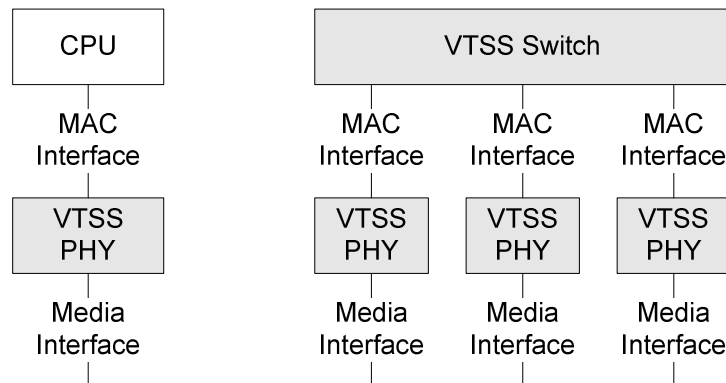 CPU
MAC
Interface
VTSS
PHY
Media
Interface
VTSS Switch
MAC
Interface
VTSS
PHY
Media
Interface
MAC
Interface
VTSS
PHY
Media
Interface
MAC
Interface
VTSS
PHY
Media
Interface